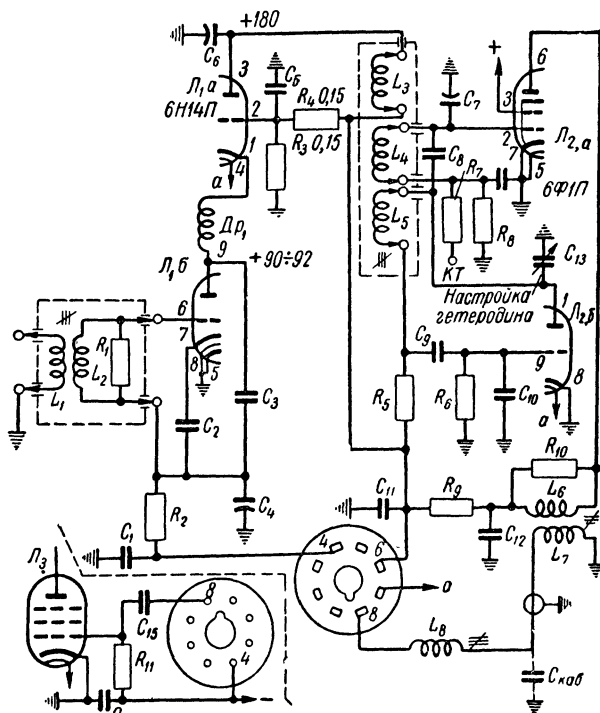 +180
C₆
3
Л₁а
6Н14П
2
1
4
а
C₅
R₄ 0,15
R₃ 0,15
L₃
L₄
L₅
C₇
C₈
+
6
3
2
7
5
Л₂,а
6Ф1П
R₇
R₈
КТ
C₁₃
Настройка
гетеродина
Др₁
9
+90÷92
Л₁б
6
7
8
5
L₁
R₁
L₂
C₂
C₃
C₄
R₂
C₁
C₉
R₅
R₆
C₁₀
1
Л₂,б
9
8
а
R₁₀
L₆
L₇
C₁₁
R₉
C₁₂
4
6
8
а
L₈
Cкаб
Л₃
C₁₅
R₁₁
8
4
−